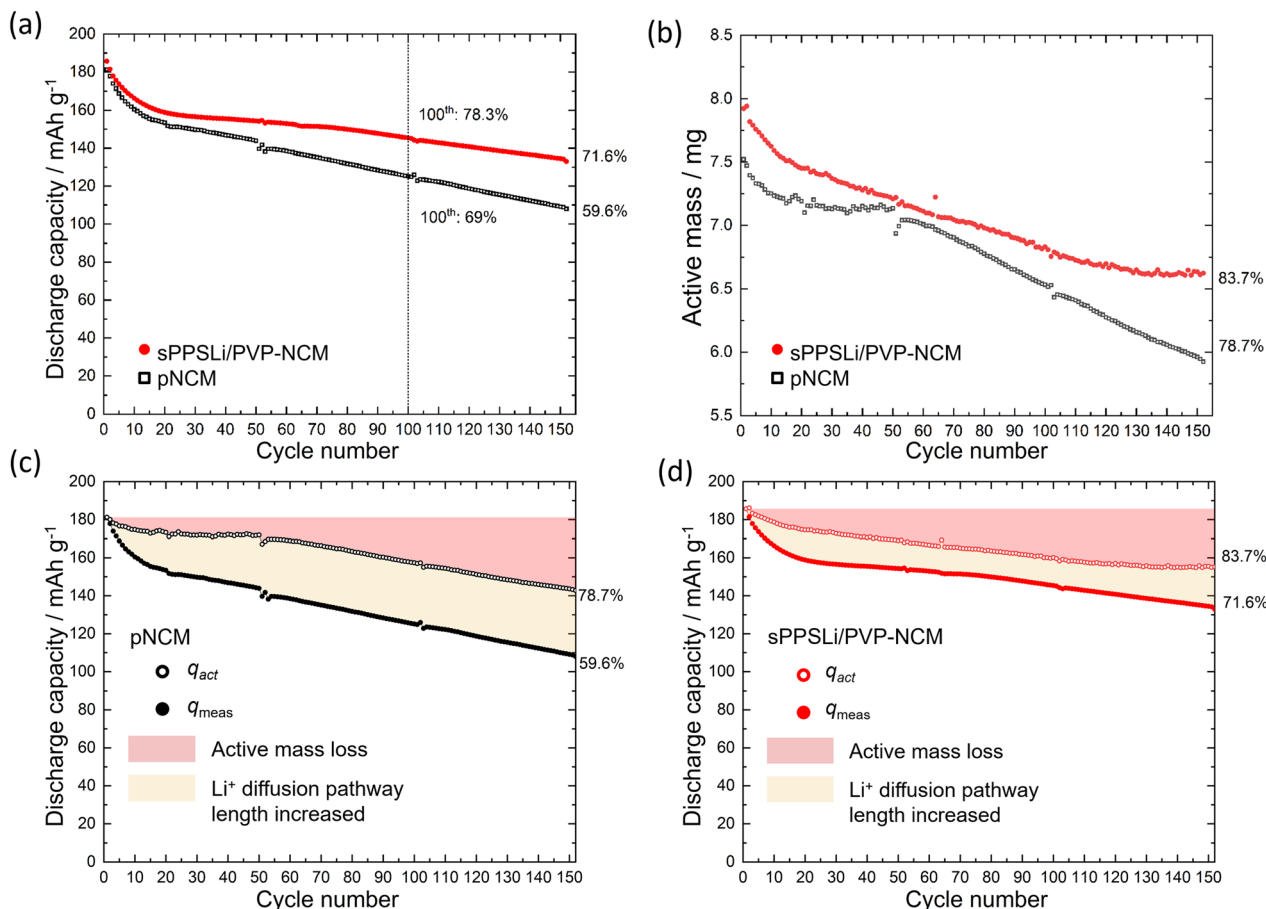 (a)
Discharge capacity / mAh g⁻¹
200
180
160
140
120
100
80
60
40
20
0
100ᵗʰ: 78.3%
71.6%
59.6%
100ᵗʰ: 69%
sPPSLi/PVP-NCM
pNCM
0 10 20 30 40 50 60 70 80 90 100 110 120 130 140 150
Cycle number
(b)
Active mass / mg
8.5
8.0
7.5
7.0
6.5
6.0
5.5
83.7%
78.7%
sPPSLi/PVP-NCM
pNCM
0 10 20 30 40 50 60 70 80 90 100 110 120 130 140 150
Cycle number
(c)
Discharge capacity / mAh g⁻¹
200
180
160
140
120
100
80
60
40
20
0
78.7%
59.6%
pNCM
q_act
q_meas
Active mass loss
Li⁺ diffusion pathway
length increased
0 10 20 30 40 50 60 70 80 90 100 110 120 130 140 150
Cycle number
(d)
Discharge capacity / mAh g⁻¹
200
180
160
140
120
100
80
60
40
20
0
83.7%
71.6%
sPPSLi/PVP-NCM
q_act
q_meas
Active mass loss
Li⁺ diffusion pathway
length increased
0 10 20 30 40 50 60 70 80 90 100 110 120 130 140 150
Cycle number